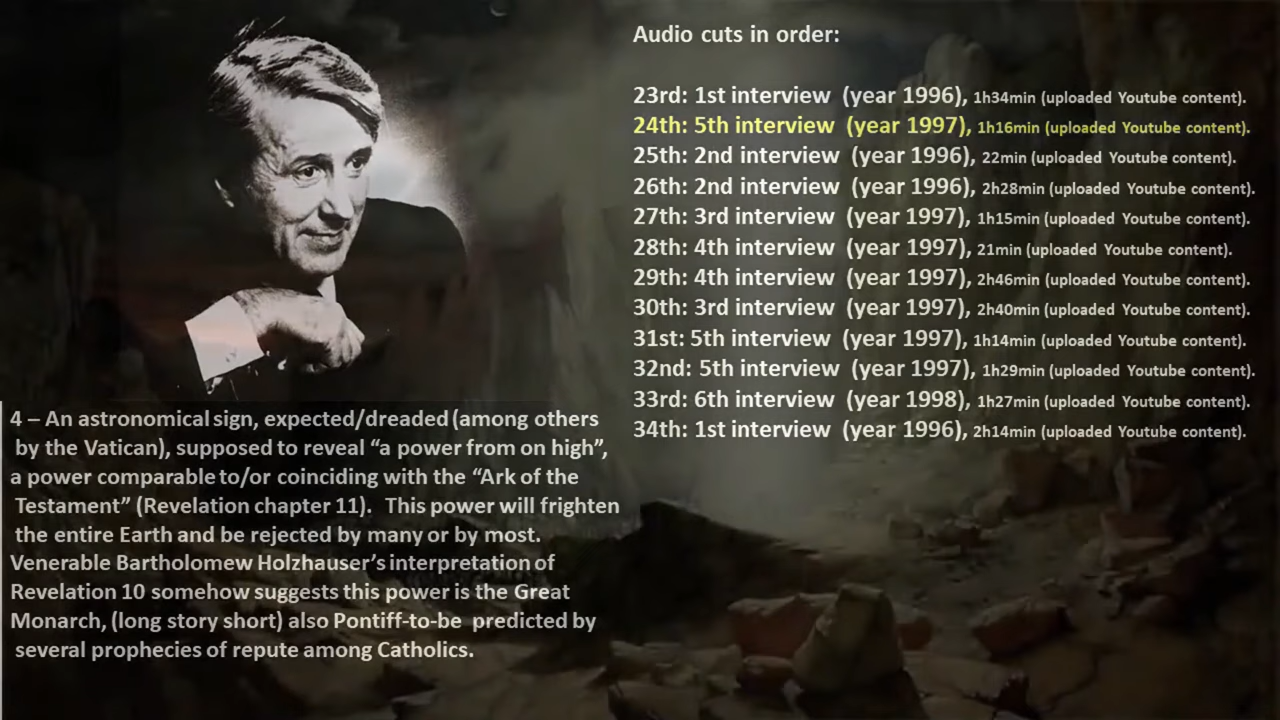 Audio cuts in order:
23rd: 1st interview (year 1996), 1h34min (uploaded Youtube content).
24th: 5th interview (year 1997), 1h16min (uploaded Youtube content).
25th: 2nd interview (year 1996), 22min (uploaded Youtube content).
26th: 2nd interview (year 1996), 2h28min (uploaded Youtube content).
27th: 3rd interview (year 1997), 1h15min (uploaded Youtube content).
28th: 4th interview (year 1997), 21min (uploaded Youtube content).
29th: 4th interview (year 1997), 2h46min (uploaded Youtube content).
30th: 3rd interview (year 1997), 2h40min (uploaded Youtube content).
31st: 5th interview (year 1997), 1h14min (uploaded Youtube content).
32nd: 5th interview (year 1997), 1h29min (uploaded Youtube content).
33rd: 6th interview (year 1998), 1h27min (uploaded Youtube content).
34th: 1st interview (year 1996), 2h14min (uploaded Youtube content).
4 – An astronomical sign, expected/dreaded (among others
by the Vatican), supposed to reveal “a power from on high”,
a power comparable to/or coinciding with the “Ark of the
Testament” (Revelation chapter 11). This power will frighten
the entire Earth and be rejected by many or by most.
Venerable Bartholomew Holzhauser’s interpretation of
Revelation 10 somehow suggests this power is the Great
Monarch, (long story short) also Pontiff-to-be predicted by
several prophecies of repute among Catholics.